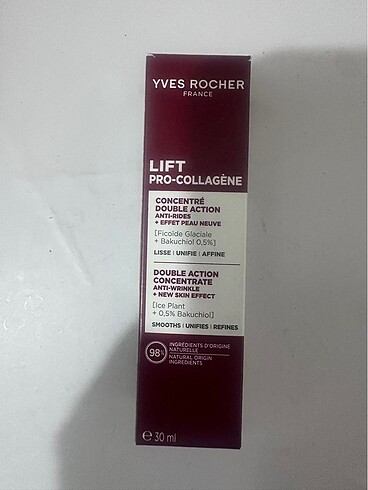 YVES ROCHER
FRANCE
LIFT
PRO-COLLAGÈNE
CONCENTRÉ
DOUBLE ACTION
ANTI-RIDES
+ EFFET PEAU NEUVE
[Ficoïde Glaciale
+ Bakuchiol 0,5%]
LISSE | UNIFIE | AFFINE
DOUBLE ACTION
CONCENTRATE
ANTI-WRINKLE
+ NEW SKIN EFFECT
[Ice Plant
+ 0,5% Bakuchiol]
SMOOTHS | UNIFIES | REFINES
98%
INGRÉDIENTS D'ORIGINE
NATURELLE
NATURAL ORIGIN
INGREDIENTS
℮ 30 ml